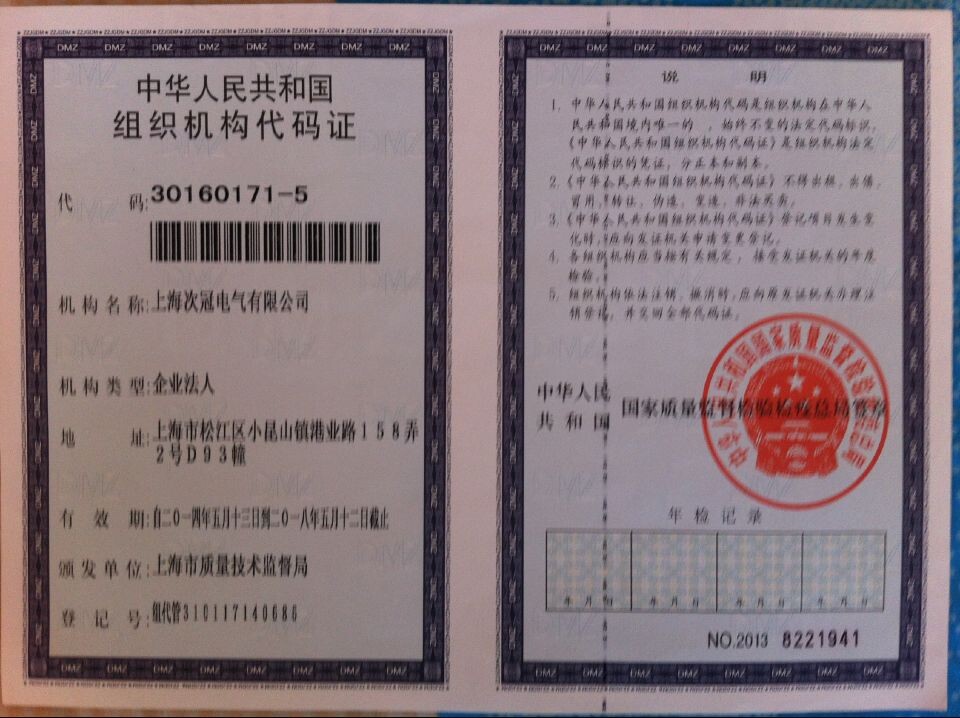 中华人民共和国
组织机构代码证
代码:30160171-5
机构名称:上海次冠电气有限公司
机构类型:企业法人
地址:上海市松江区小昆山镇港业路158弄
2号D93幢
有效期:自二〇一四年五月十三日到二〇一八年五月十二日截止
颁发单位:上海市质量技术监督局
登记号:组代管310117140686
说明
1. 中华人民共和国组织机构代码是组织机构在中华人
民共和国境内唯一的，始终不变的法定代码标识，
《中华人民共和国组织机构代码证》是组织机构法定
代码标识的凭证，分正本和副本。
2.《中华人民共和国组织机构代码证》不得出租，出借，
冒用，转让，伪造，变造，非法买卖。
3.《中华人民共和国组织机构代码证》登记项目发生变
化时，应向发证机关申请变更登记。
4. 各组织机构应当按有关规定，接受发证机关的年度
检验。
5. 组织机构依法注销、撤消时，应向原发证机关办理注
销登记，并交回全部代码证。
中华人民
共和国
国家质量监督检验检疫总局签章
年检记录
年 月 日
年 月 日
年 月 日
年 月 日
NO.2013 8221941